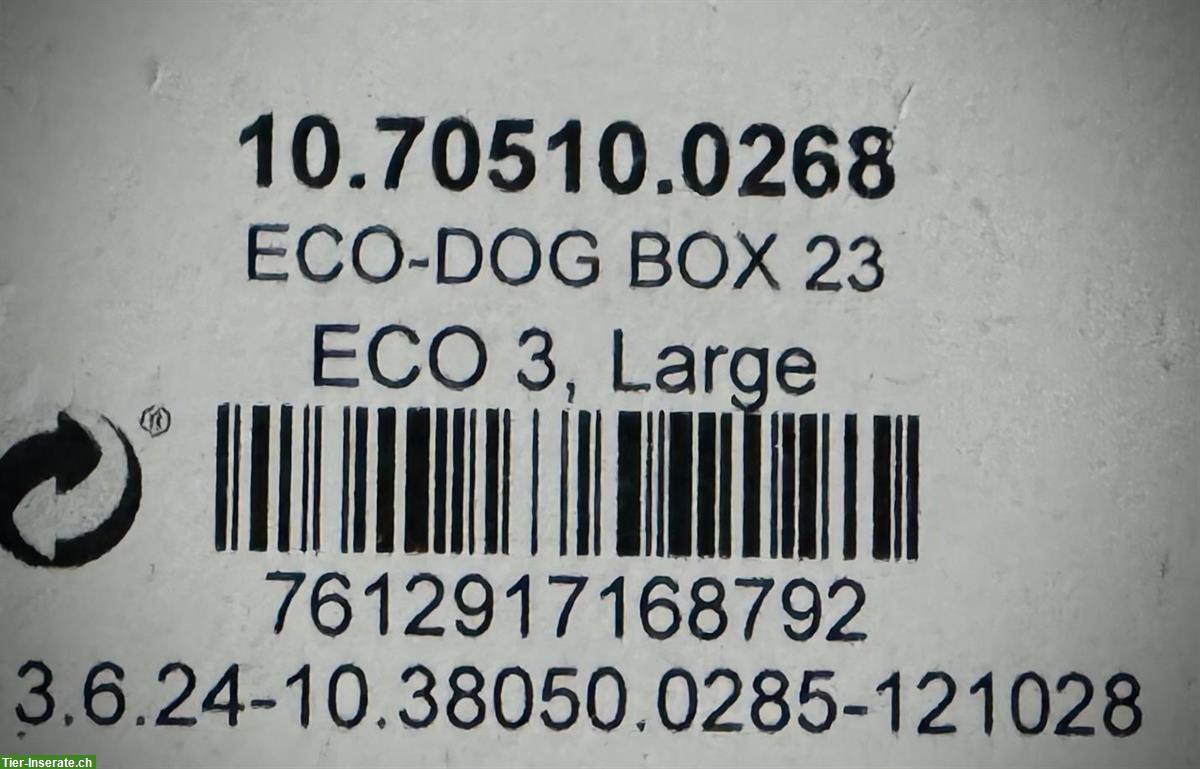 10.70510.0268
ECO-DOG BOX 23
ECO 3, Large
®
7612917168792
3.6.24-10.38050.0285-121028
Tier-Inserate.ch